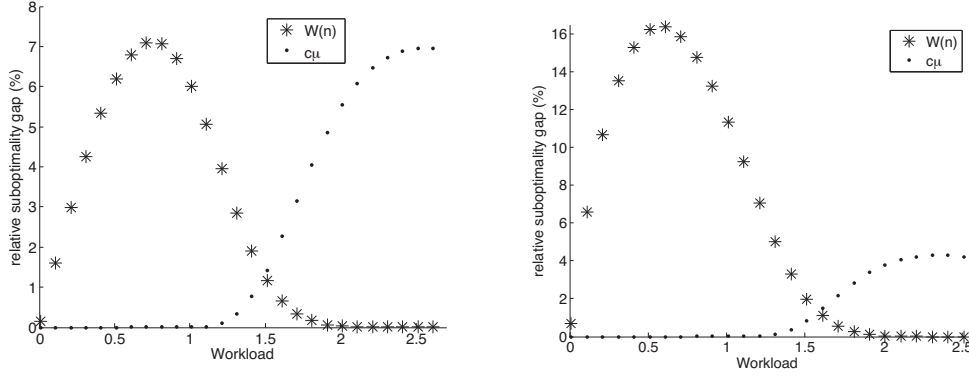 relative suboptimality gap (%)
8
7
6
5
4
3
2
1
0
0 0.5 1 1.5 2 2.5
Workload
W(n)
cμ
relative suboptimality gap (%)
16
14
12
10
8
6
4
2
0
0 0.5 1 1.5 2 2.5
Workload
W(n)
cμ